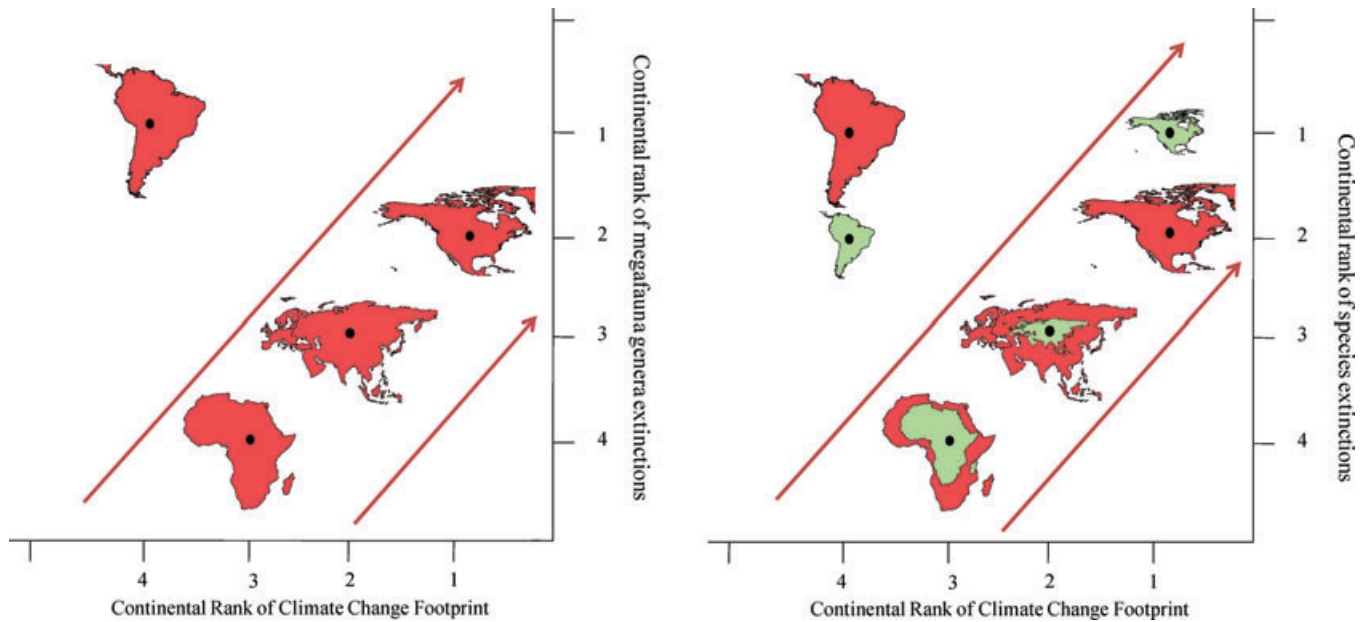 1
2
3
4
Continental rank of megafauna genera extinctions
4 3 2 1
Continental Rank of Climate Change Footprint
1
2
3
4
Continental rank of species extinctions
4 3 2 1
Continental Rank of Climate Change Footprint